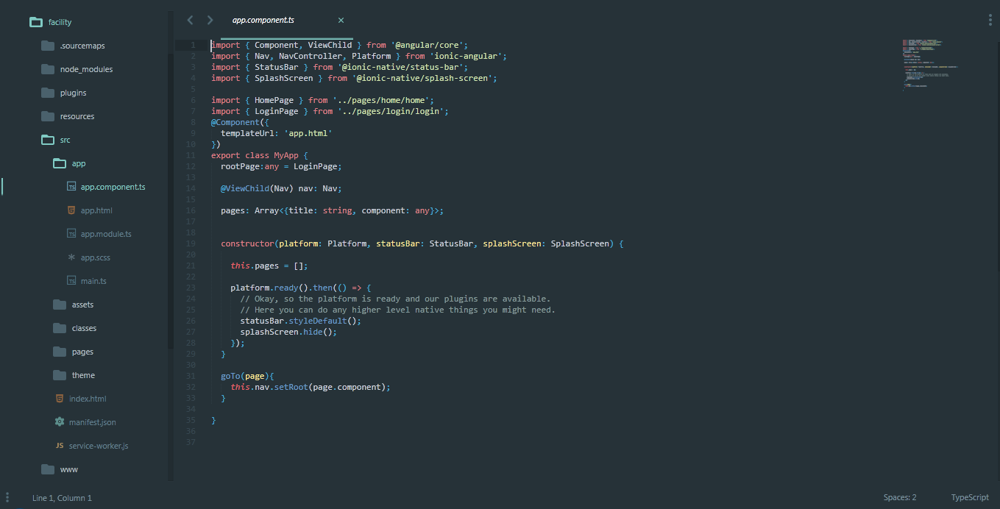 facility
.sourcemaps
node_modules
plugins
resources
src
app
app.component.ts
app.html
app.module.ts
app.scss
main.ts
assets
classes
pages
theme
index.html
manifest.json
JS service-worker.js
www
app.component.ts ×
1 import { Component, ViewChild } from '@angular/core';
2 import { Nav, NavController, Platform } from 'ionic-angular';
3 import { StatusBar } from '@ionic-native/status-bar';
4 import { SplashScreen } from '@ionic-native/splash-screen';
5
6 import { HomePage } from '../pages/home/home';
7 import { LoginPage } from '../pages/login/login';
8 @Component({
9   templateUrl: 'app.html'
10 })
11 export class MyApp {
12   rootPage:any = LoginPage;
13
14   @ViewChild(Nav) nav: Nav;
15
16   pages: Array<{title: string, component: any}>;
17
18
19   constructor(platform: Platform, statusBar: StatusBar, splashScreen: SplashScreen) {
20
21     this.pages = [];
22
23     platform.ready().then(() => {
24       // Okay, so the platform is ready and our plugins are available.
25       // Here you can do any higher level native things you might need.
26       statusBar.styleDefault();
27       splashScreen.hide();
28     });
29   }
30
31   goTo(page){
32     this.nav.setRoot(page.component);
33   }
34
35 }
36
37
Line 1, Column 1
Spaces: 2
TypeScript